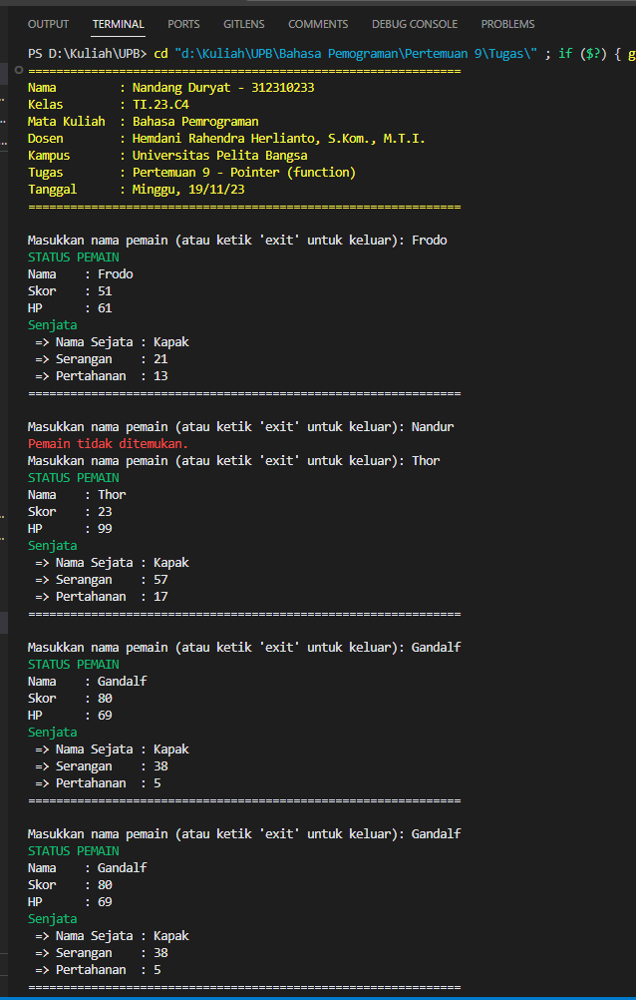 OUTPUT TERMINAL PORTS GITLENS COMMENTS DEBUG CONSOLE PROBLEMS
PS D:\Kuliah\UPB> cd "d:\Kuliah\UPB\Bahasa Pemograman\Pertemuan 9\Tugas\" ; if ($?) { g
==============================================================
Nama : Nandang Duryat - 312310233
Kelas : TI.23.C4
Mata Kuliah : Bahasa Pemrograman
Dosen : Hemdani Rahendra Herlianto, S.Kom., M.T.I.
Kampus : Universitas Pelita Bangsa
Tugas : Pertemuan 9 - Pointer (function)
Tanggal : Minggu, 19/11/23
==============================================================
Masukkan nama pemain (atau ketik 'exit' untuk keluar): Frodo
STATUS PEMAIN
Nama : Frodo
Skor : 51
HP : 61
Senjata
=> Nama Sejata : Kapak
=> Serangan : 21
=> Pertahanan : 13
==============================================================
Masukkan nama pemain (atau ketik 'exit' untuk keluar): Nandur
Pemain tidak ditemukan.
Masukkan nama pemain (atau ketik 'exit' untuk keluar): Thor
STATUS PEMAIN
Nama : Thor
Skor : 23
HP : 99
Senjata
=> Nama Sejata : Kapak
=> Serangan : 57
=> Pertahanan : 17
==============================================================
Masukkan nama pemain (atau ketik 'exit' untuk keluar): Gandalf
STATUS PEMAIN
Nama : Gandalf
Skor : 80
HP : 69
Senjata
=> Nama Sejata : Kapak
=> Serangan : 38
=> Pertahanan : 5
==============================================================
Masukkan nama pemain (atau ketik 'exit' untuk keluar): Gandalf
STATUS PEMAIN
Nama : Gandalf
Skor : 80
HP : 69
Senjata
=> Nama Sejata : Kapak
=> Serangan : 38
=> Pertahanan : 5
==============================================================